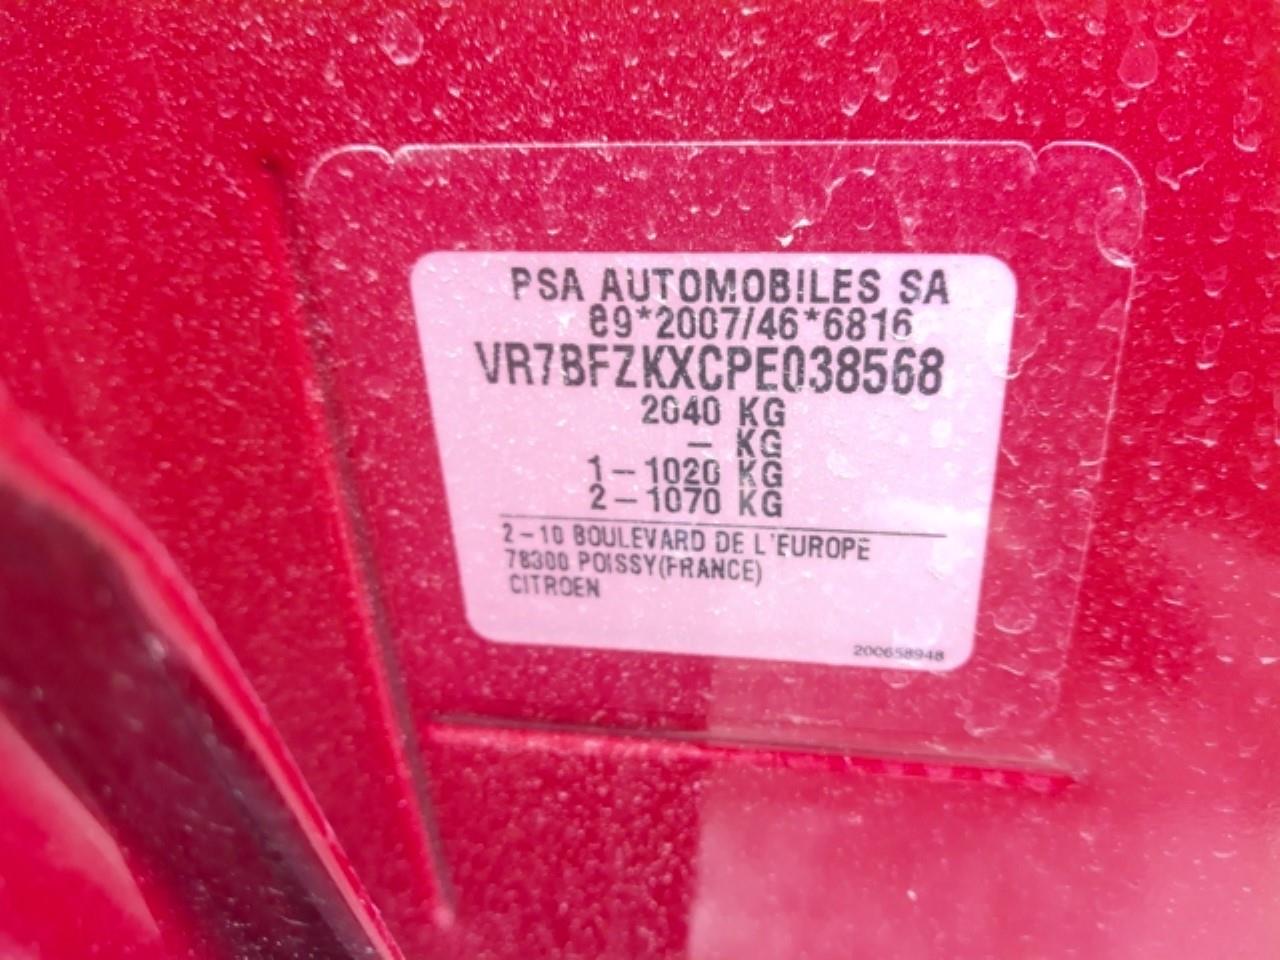 PSA AUTOMOBILES SA
e9*2007/46*6816
VR7BFZKXCPE038568
2040 KG
- KG
1-1020 KG
2-1070 KG
2-10 BOULEVARD DE L'EUROPE
78300 POISSY(FRANCE)
CITROEN
200658948